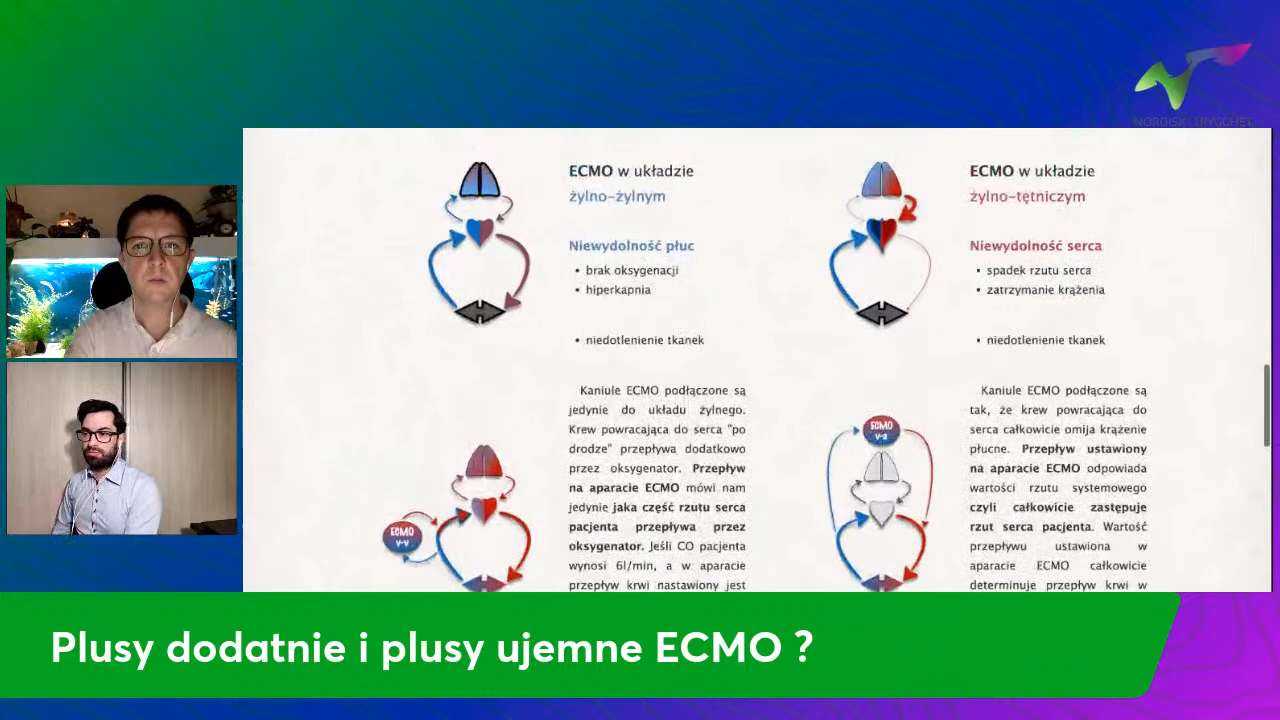 NORDISK TRYGGHET
ECMO w układzie
żylno-żylnym
Niewydolność płuc
• brak oksygenacji
• hiperkapnia
• niedotlenienie tkanek
Kaniule ECMO podłączone są
jedynie do układu żylnego.
Krew powracająca do serca "po
drodze" przepływa dodatkowo
przez oksygenator. Przepływ
na aparacie ECMO mówi nam
jedynie jaka część rzutu serca
pacjenta przepływa przez
oksygenator. Jeśli CO pacjenta
wynosi 6l/min, a w aparacie
przepływ krwi nastawiony jest
ECMO
v-v
ECMO w układzie
żylno-tętniczym
Niewydolność serca
• spadek rzutu serca
• zatrzymanie krążenia
• niedotlenienie tkanek
Kaniule ECMO podłączone są
tak, że krew powracająca do
serca całkowicie omija krążenie
płucne. Przepływ ustawiony
na aparacie ECMO odpowiada
wartości rzutu systemowego
czyli całkowicie zastępuje
rzut serca pacjenta. Wartość
przepływu ustawiona w
aparacie ECMO całkowicie
determinuje przepływ krwi w
ECMO
v-a
Plusy dodatnie i plusy ujemne ECMO ?